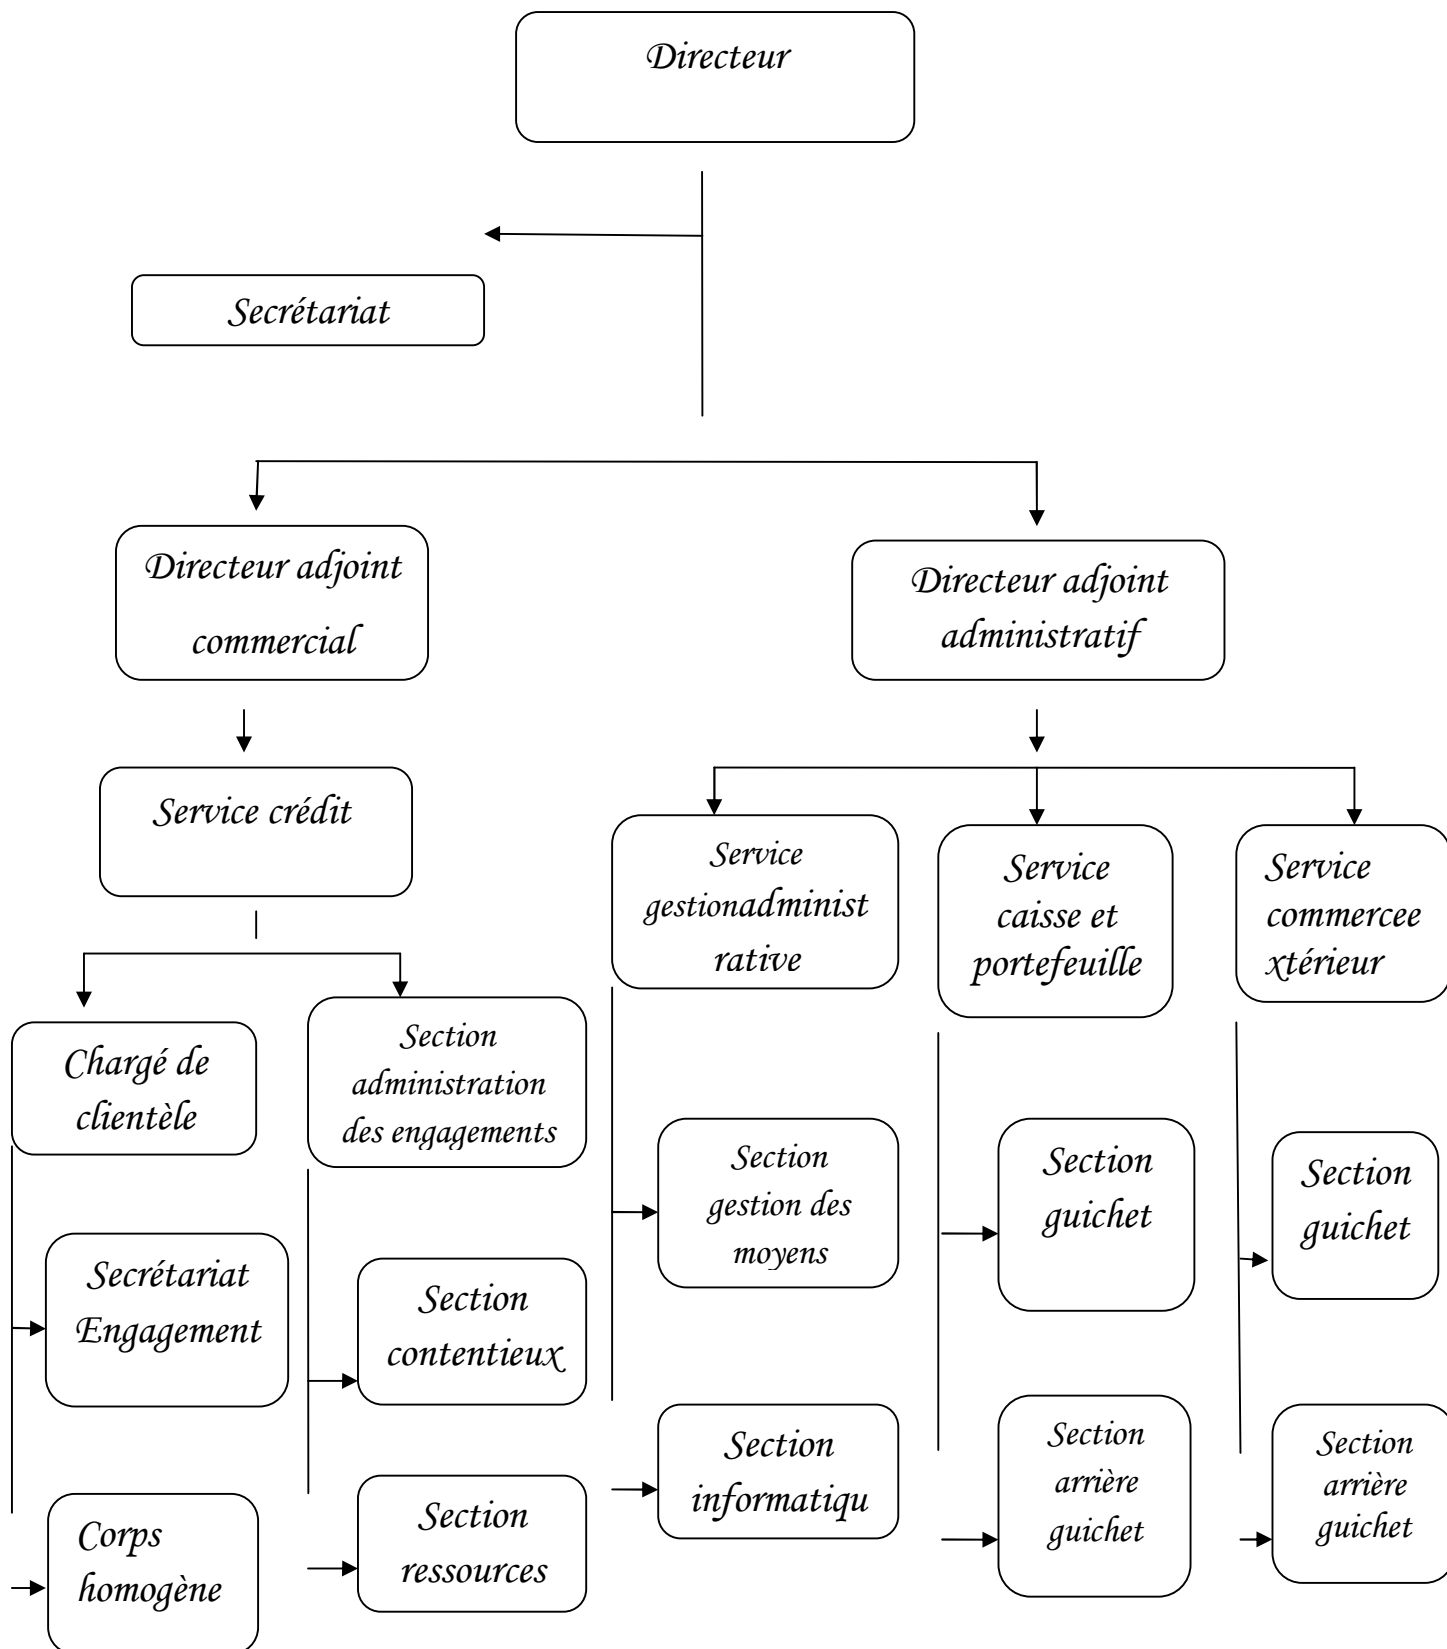 Directeur
Secrétariat
Directeur adjoint
commercial
Directeur adjoint
administratif
Service crédit
Service
gestionadminist
rative
Service
caisse et
portefeuille
Service
commercee
xtérieur
Chargé de
clientèle
Section
administration
des engagements
Section
gestion des
moyens
Section
guichet
Section
guichet
Secrétariat
Engagement
Section
contentieux
Section
informatiqu
Section
arrière
guichet
Section
arrière
guichet
Corps
homogène
Section
ressources